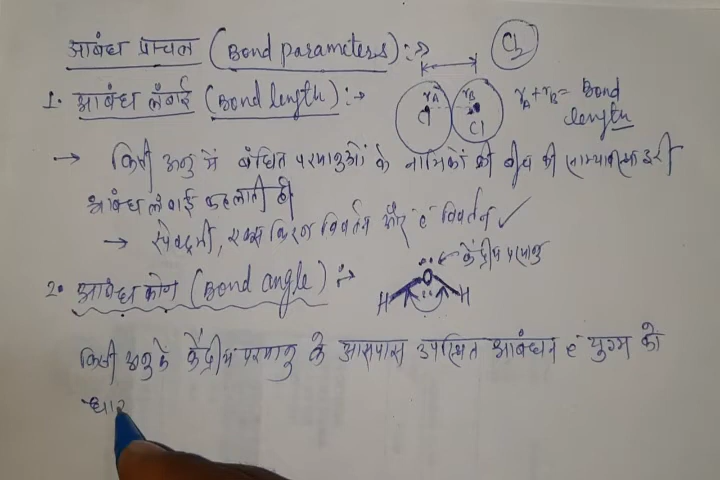 आबंध प्राचल (Bond parameters) :→ Cl₂
1. आबंध लंबाई (Bond length) :→ rA rB Cl Cl rA + rB = Bond length
→ किसी अणु में बंधित परमाणुओं के नाभिकों की बीच की साम्यावस्था दूरी
आबंध लंबाई कहलाती है।
→ स्पेक्ट्रमी, एक्स किरण विवर्तन और e⁻ विवर्तन ✓
2. आबंध कोण (Bond angle) :→ O H H केंद्रीय परमाणु
किसी अणु के केंद्रीय परमाणु के आसपास उपस्थित आबंधन e⁻ युग्म को
धार